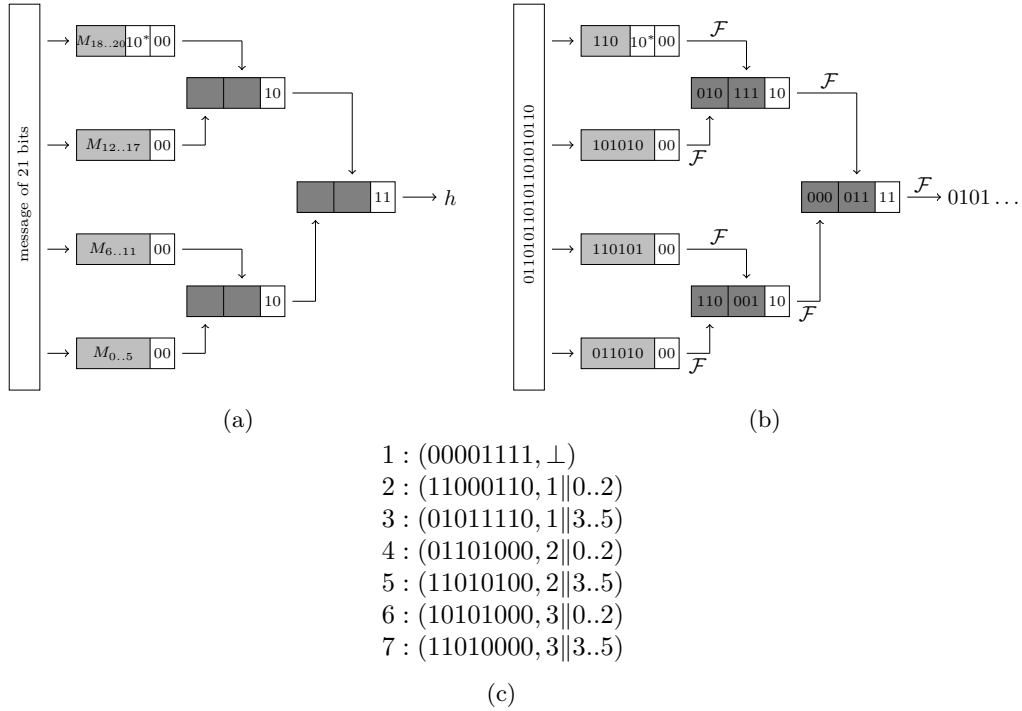 message of 21 bits
M₁₈..₂₀ 10* 00
10
M₁₂..₁₇ 00
11
h
M₆..₁₁ 00
10
M₀..₅ 00
(a)
011010110101101010110
110 10* 00
F
010 111 10
F
101010 00
F
000 011 11
F
0101 ...
110101 00
F
110 001 10
F
011010 00
F
(b)
1 : (00001111, ⊥)
2 : (11000110, 1‖0..2)
3 : (01011110, 1‖3..5)
4 : (01101000, 2‖0..2)
5 : (11010100, 2‖3..5)
6 : (10101000, 3‖0..2)
7 : (11010000, 3‖3..5)
(c)